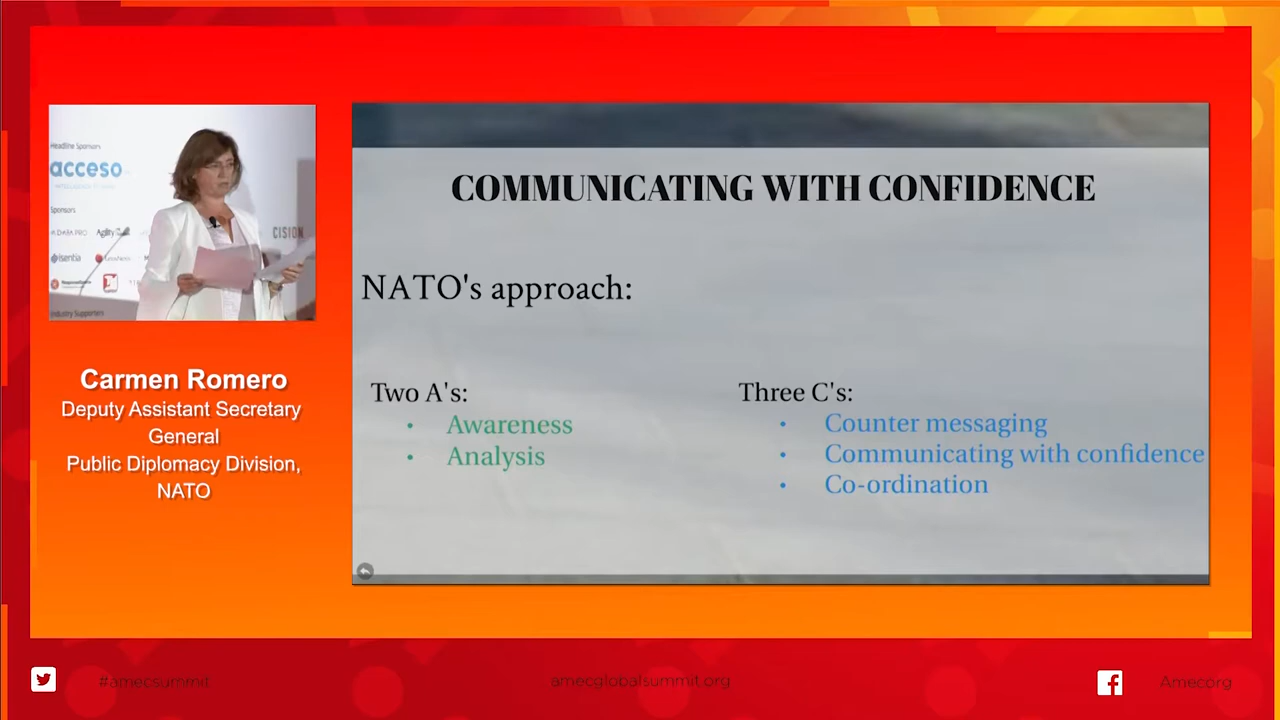 Headline Sponsors
acceso
Sponsors
CISION
isentia
Industry Supporters
Carmen Romero
Deputy Assistant Secretary
General
Public Diplomacy Division,
NATO
COMMUNICATING WITH CONFIDENCE
NATO's approach:
Two A's:
• Awareness
• Analysis
Three C's:
• Counter messaging
• Communicating with confidence
• Co-ordination
#amecsummit
amecglobalsummit.org
Amecorg